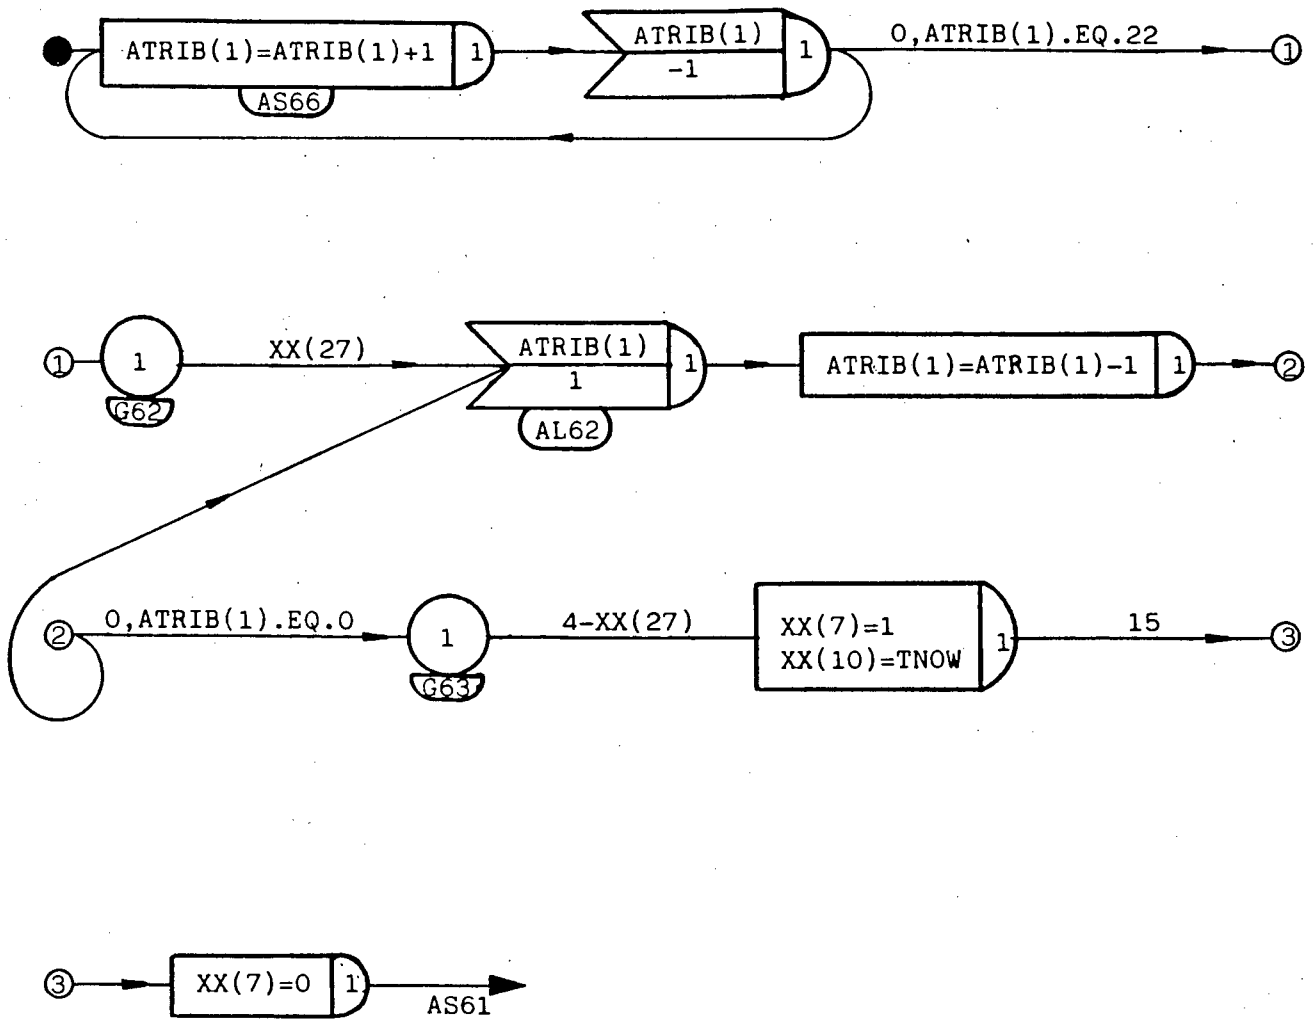 ATRIB(1)=ATRIB(1)+1
1
ATRIB(1)
-1
1
0,ATRIB(1).EQ.22
1
AS66
1
1
G62
XX(27)
ATRIB(1)
1
1
AL62
ATRIB(1)=ATRIB(1)-1
1
2
2
0,ATRIB(1).EQ.0
1
G63
4-XX(27)
XX(7)=1
XX(10)=TNOW
1
15
3
3
XX(7)=0
1
AS61